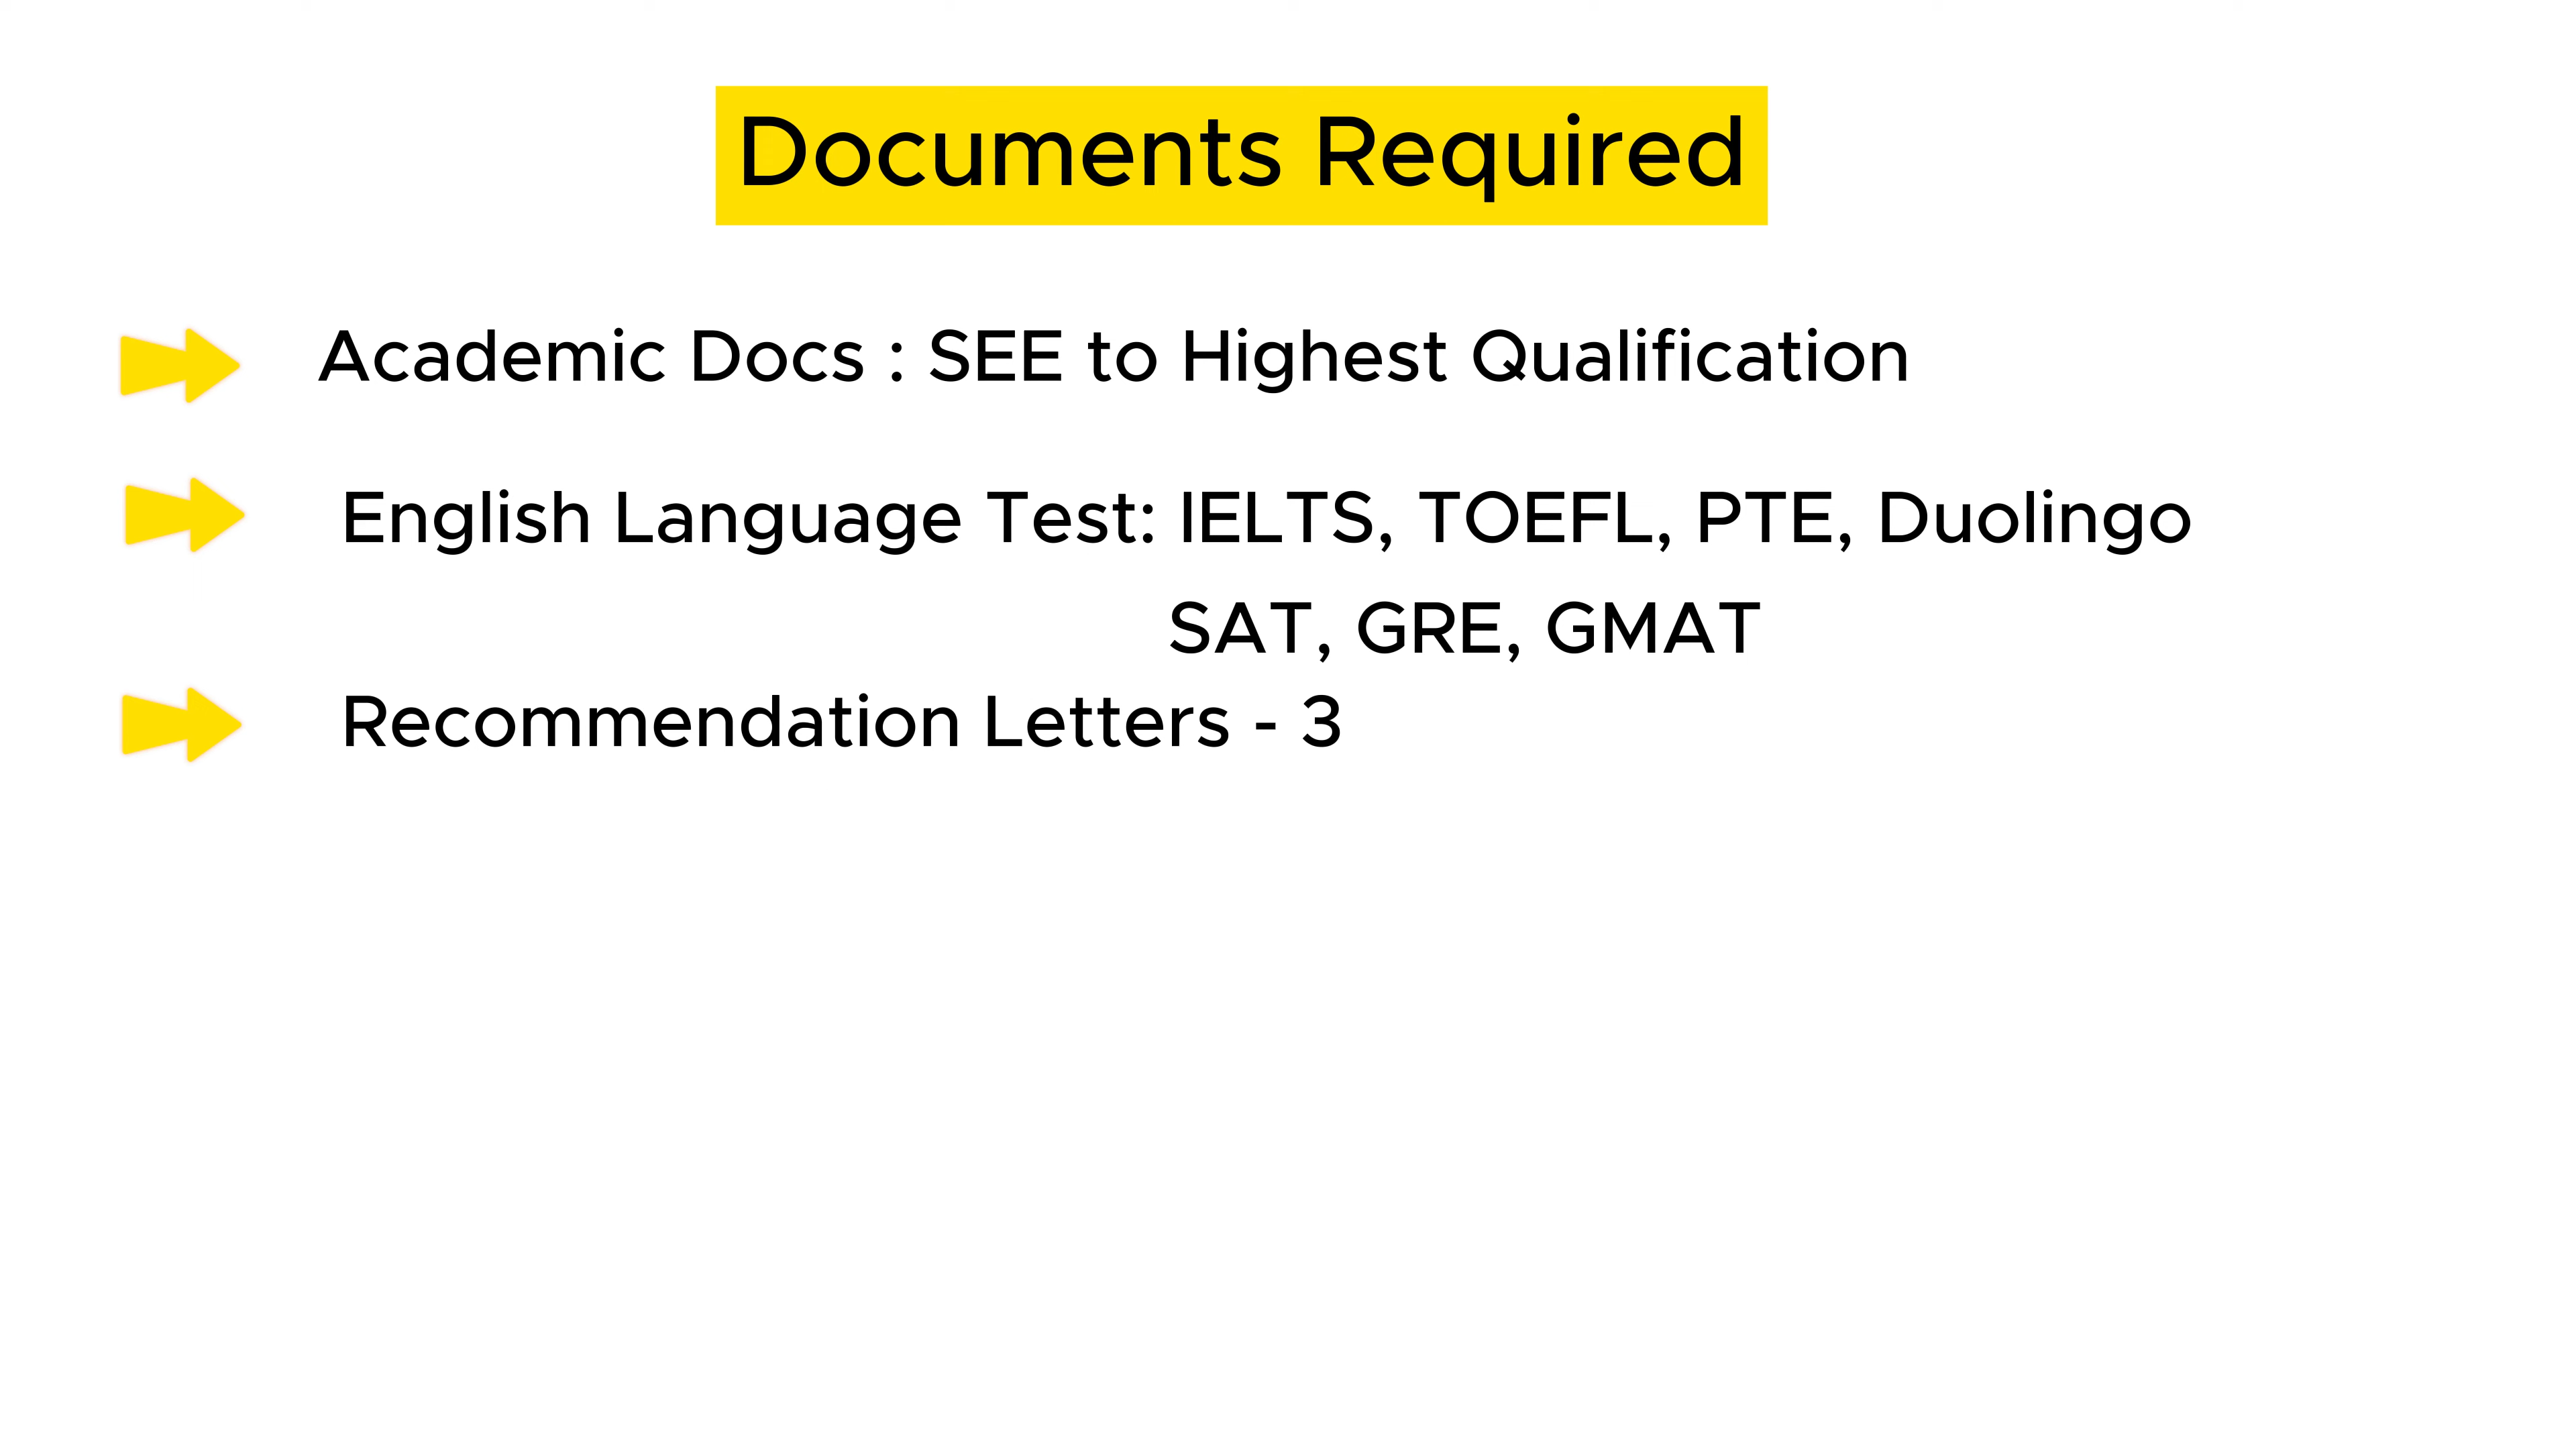 Documents Required
Academic Docs : SEE to Highest Qualification
English Language Test: IELTS, TOEFL, PTE, Duolingo
SAT, GRE, GMAT
Recommendation Letters - 3